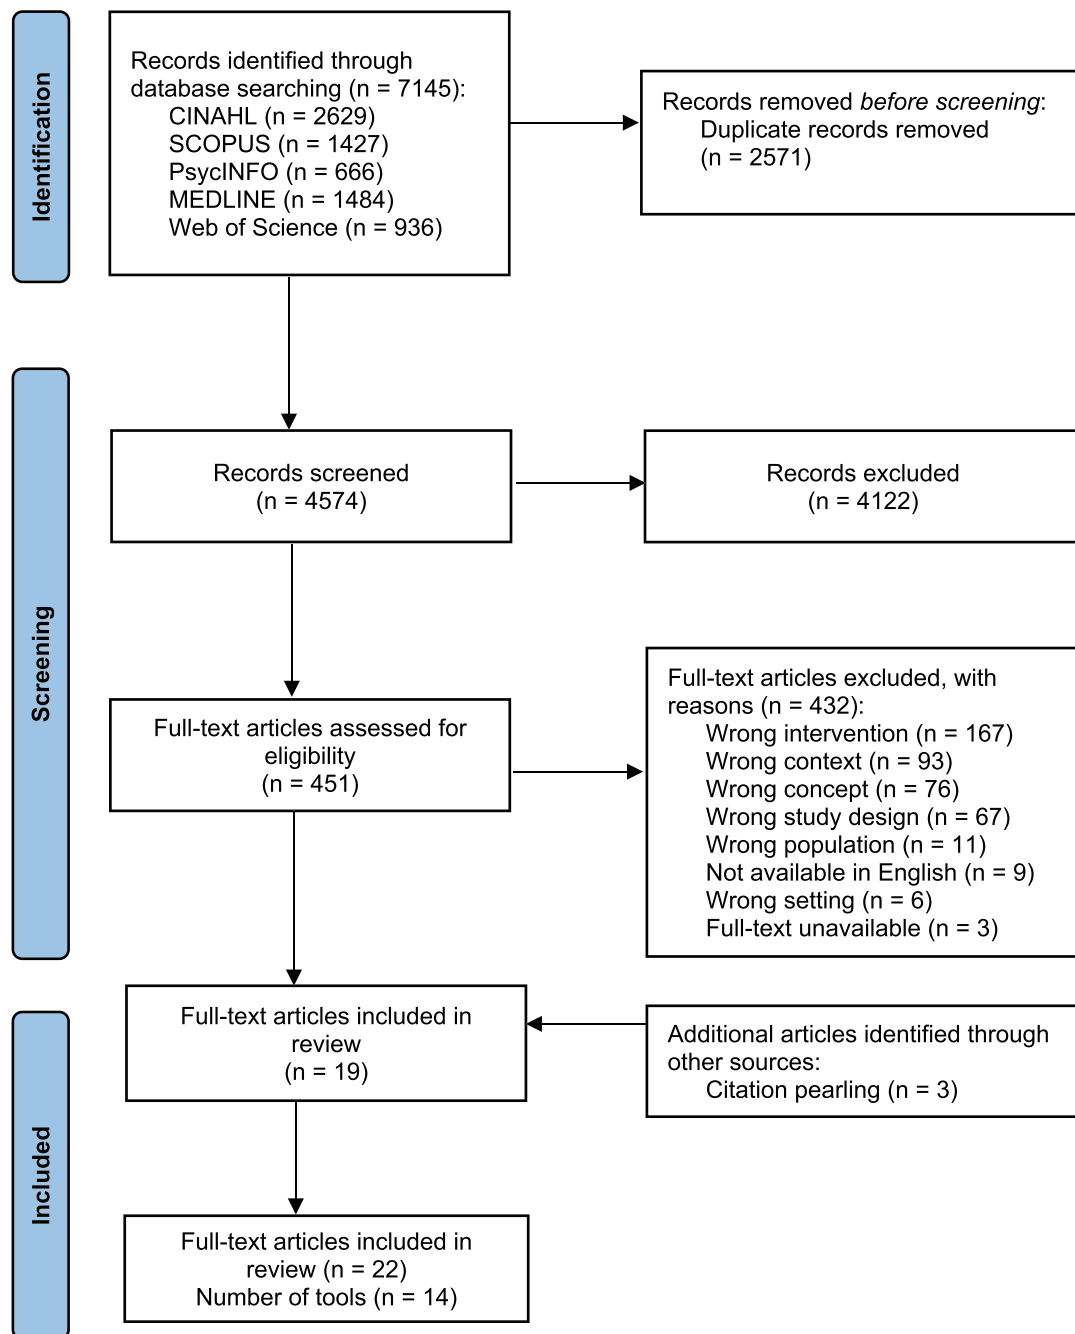 Identification
Records identified through
database searching (n = 7145):
CINAHL (n = 2629)
SCOPUS (n = 1427)
PsycINFO (n = 666)
MEDLINE (n = 1484)
Web of Science (n = 936)
Records removed before screening:
Duplicate records removed
(n = 2571)
Screening
Records screened
(n = 4574)
Records excluded
(n = 4122)
Full-text articles assessed for
eligibility
(n = 451)
Full-text articles excluded, with
reasons (n = 432):
Wrong intervention (n = 167)
Wrong context (n = 93)
Wrong concept (n = 76)
Wrong study design (n = 67)
Wrong population (n = 11)
Not available in English (n = 9)
Wrong setting (n = 6)
Full-text unavailable (n = 3)
Included
Full-text articles included in
review
(n = 19)
Additional articles identified through
other sources:
Citation pearling (n = 3)
Full-text articles included in
review (n = 22)
Number of tools (n = 14)